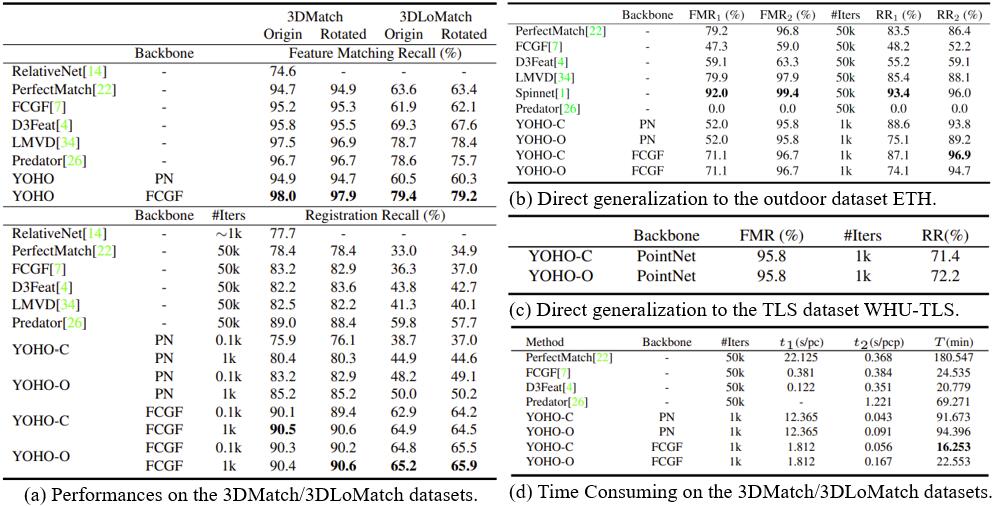 3DMatch 3DLoMatch
Origin Rotated Origin Rotated
Backbone Feature Matching Recall (%)
RelativeNet[14] - 74.6 - - -
PerfectMatch[22] - 94.7 94.9 63.6 63.4
FCGF[7] - 95.2 95.3 61.9 62.1
D3Feat[4] - 95.8 95.5 69.3 67.6
LMVD[34] - 97.5 96.9 78.7 78.4
Predator[26] - 96.7 96.7 78.6 75.7
YOHO PN 94.9 94.7 60.5 60.3
YOHO FCGF 98.0 97.9 79.4 79.2
Backbone #Iters Registration Recall (%)
RelativeNet[14] - ~1k 77.7 - - -
PerfectMatch[22] - 50k 78.4 78.4 33.0 34.9
FCGF[7] - 50k 83.2 82.9 36.3 37.0
D3Feat[4] - 50k 82.2 83.6 43.8 42.7
LMVD[34] - 50k 82.5 82.2 41.3 40.1
Predator[26] - 50k 89.0 88.4 59.8 57.7
YOHO-C
PN 0.1k 75.9 76.1 38.7 37.0
PN 1k 80.4 80.3 44.9 44.6
YOHO-O
PN 0.1k 83.2 82.9 48.2 49.1
PN 1k 85.2 85.2 50.0 50.2
YOHO-C
FCGF 0.1k 90.1 89.4 62.9 64.2
FCGF 1k 90.5 90.6 64.9 64.5
YOHO-O
FCGF 0.1k 90.3 90.2 64.8 65.5
FCGF 1k 90.4 90.6 65.2 65.9
(a) Performances on the 3DMatch/3DLoMatch datasets.
Backbone FMR1 (%) FMR2 (%) #Iters RR1 (%) RR2 (%)
PerfectMatch[22] - 79.2 96.8 50k 83.5 86.4
FCGF[7] - 47.3 59.0 50k 48.2 52.2
D3Feat[4] - 59.1 63.3 50k 55.2 59.1
LMVD[34] - 79.9 97.9 50k 85.4 88.1
Spinnet[1] - 92.0 99.4 50k 93.4 96.0
Predator[26] - 0.0 0.0 50k 0.0 0.0
YOHO-C PN 52.0 95.8 1k 88.6 93.8
YOHO-O PN 52.0 95.8 1k 75.1 89.2
YOHO-C FCGF 71.1 96.7 1k 87.1 96.9
YOHO-O FCGF 71.1 96.7 1k 74.1 94.7
(b) Direct generalization to the outdoor dataset ETH.
Backbone FMR (%) #Iters RR(%)
YOHO-C PointNet 95.8 1k 71.4
YOHO-O PointNet 95.8 1k 72.2
(c) Direct generalization to the TLS dataset WHU-TLS.
Method Backbone #Iters t1(s/pc) t2(s/pcp) T(min)
PerfectMatch[22] - 50k 22.125 0.368 180.547
FCGF[7] - 50k 0.381 0.384 24.535
D3Feat[4] - 50k 0.122 0.351 20.779
Predator[26] - 50k - 1.221 69.271
YOHO-C PN 1k 12.365 0.043 91.673
YOHO-O PN 1k 12.365 0.091 94.396
YOHO-C FCGF 1k 1.812 0.056 16.253
YOHO-O FCGF 1k 1.812 0.167 22.553
(d) Time Consuming on the 3DMatch/3DLoMatch datasets.